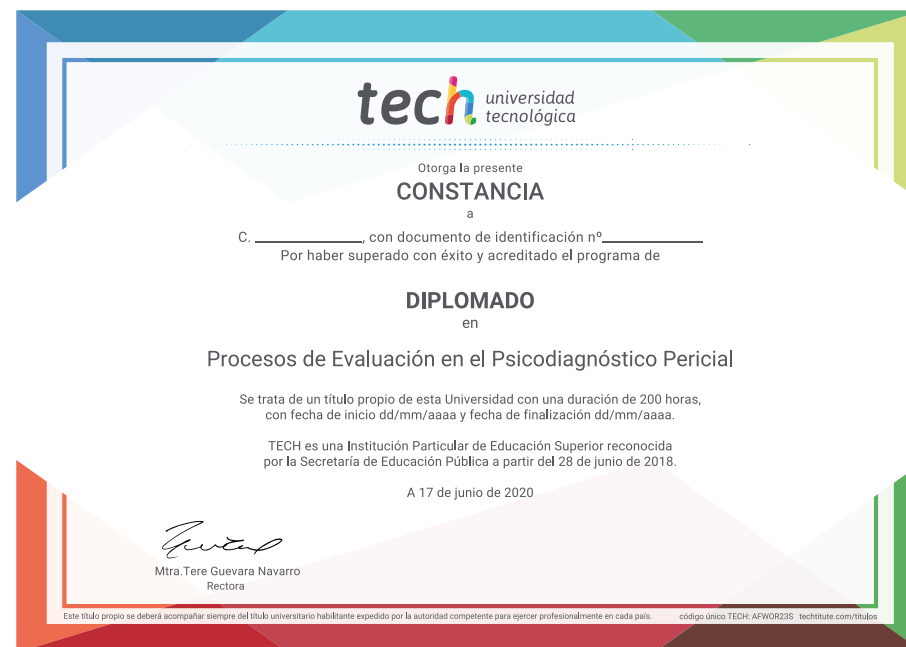 tech universidad
tecnológica
Otorga la presente
CONSTANCIA
a
C. ____________, con documento de identificación nº____________
Por haber superado con éxito y acreditado el programa de
DIPLOMADO
en
Procesos de Evaluación en el Psicodiagnóstico Pericial
Se trata de un título propio de esta Universidad con una duración de 200 horas,
con fecha de inicio dd/mm/aaaa y fecha de finalización dd/mm/aaaa.
TECH es una Institución Particular de Educación Superior reconocida
por la Secretaría de Educación Pública a partir del 28 de junio de 2018.
A 17 de junio de 2020
Mtra.Tere Guevara Navarro
Rectora
Este título propio se deberá acompañar siempre del título universitario habilitante expedido por la autoridad competente para ejercer profesionalmente en cada país. código único TECH: AFWOR23S techtitute.com/titulos